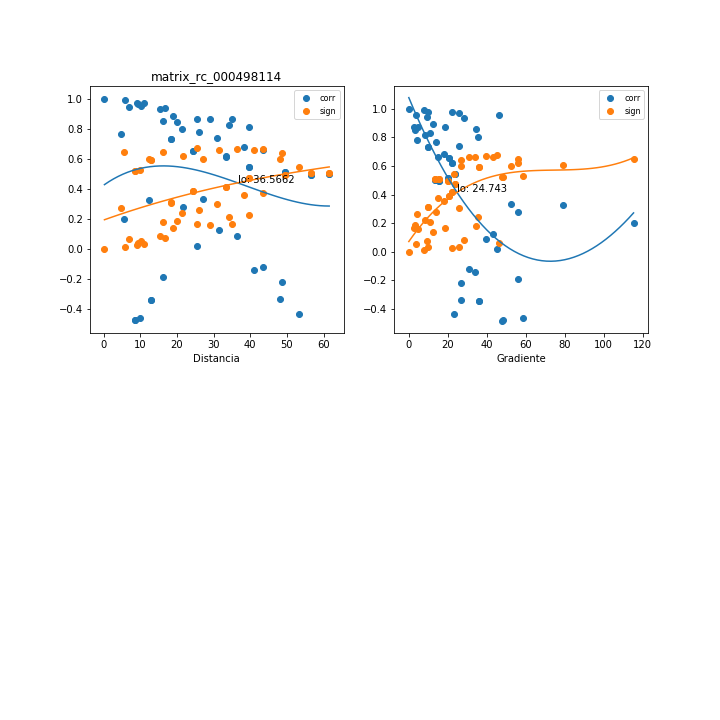 matrix_rc_000498114
1.0
0.8
0.6
0.4
0.2
0.0
−0.2
−0.4
0 10 20 30 40 50 60
Distancia
corr
sign
lo: 36.5662
1.0
0.8
0.6
0.4
0.2
0.0
−0.2
−0.4
0 20 40 60 80 100 120
Gradiente
corr
sign
lo: 24.743